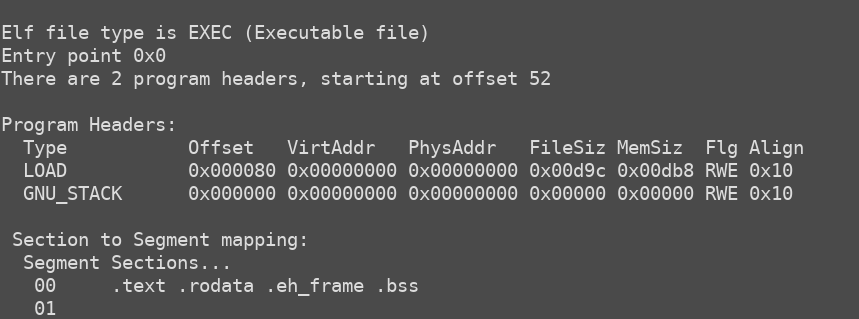 Elf file type is EXEC (Executable file)
Entry point 0x0
There are 2 program headers, starting at offset 52
Program Headers:
Type Offset VirtAddr PhysAddr FileSiz MemSiz Flg Align
LOAD 0x000080 0x00000000 0x00000000 0x00d9c 0x00db8 RWE 0x10
GNU_STACK 0x000000 0x00000000 0x00000000 0x00000 0x00000 RWE 0x10
Section to Segment mapping:
Segment Sections...
00 .text .rodata .eh_frame .bss
01